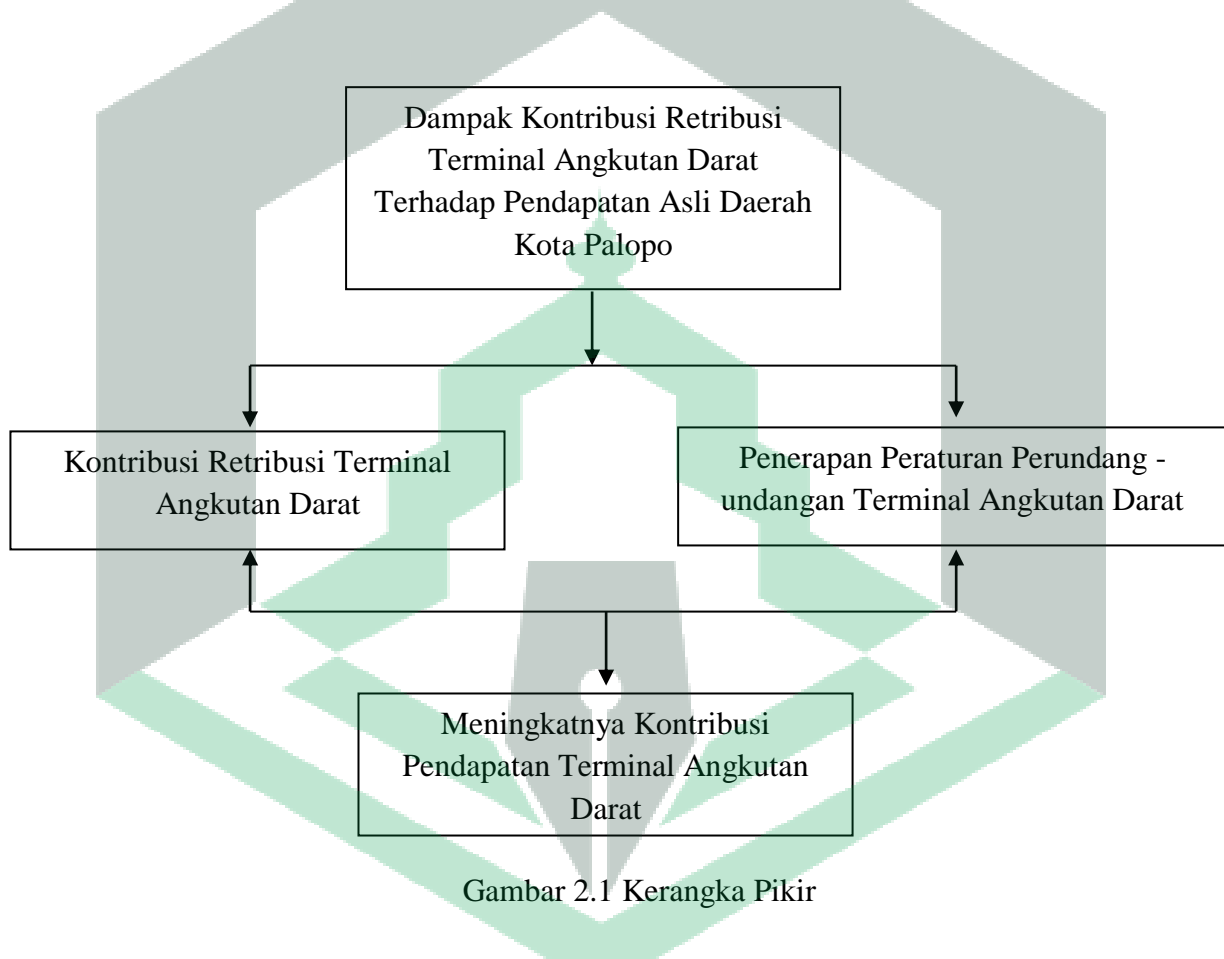 Dampak Kontribusi Retribusi
Terminal Angkutan Darat
Terhadap Pendapatan Asli Daerah
Kota Palopo
Kontribusi Retribusi Terminal
Angkutan Darat
Penerapan Peraturan Perundang -
undangan Terminal Angkutan Darat
Meningkatnya Kontribusi
Pendapatan Terminal Angkutan
Darat
Gambar 2.1 Kerangka Pikir